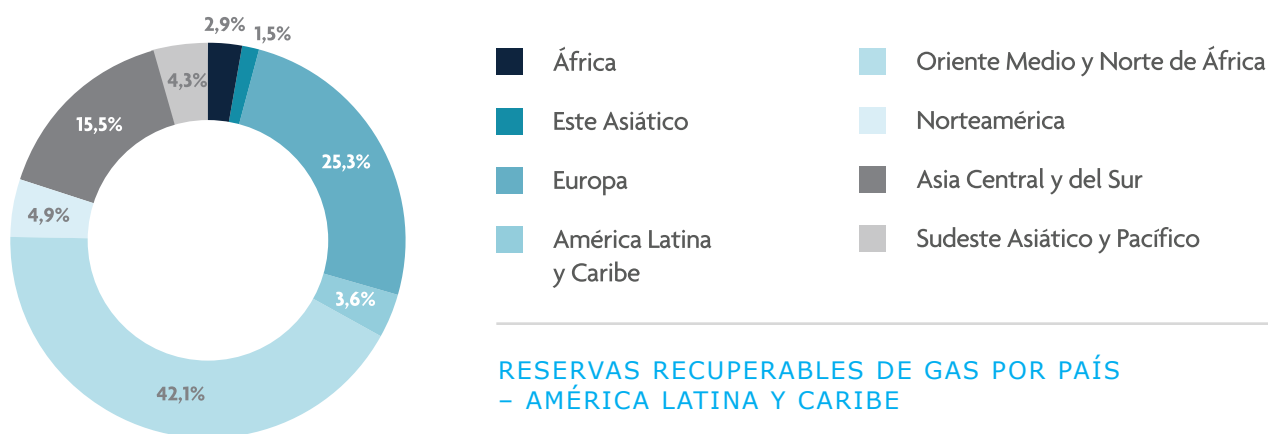 2,9%
1,5%
4,3%
15,5%
25,3%
4,9%
3,6%
42,1%
África
Este Asiático
Europa
América Latina
y Caribe
Oriente Medio y Norte de África
Norteamérica
Asia Central y del Sur
Sudeste Asiático y Pacífico
RESERVAS RECUPERABLES DE GAS POR PAÍS
– AMÉRICA LATINA Y CARIBE